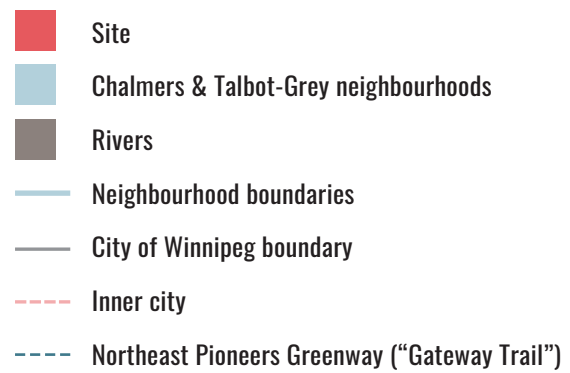 Site
Chalmers & Talbot-Grey neighbourhoods
Rivers
Neighbourhood boundaries
City of Winnipeg boundary
Inner city
Northeast Pioneers Greenway (“Gateway Trail”)